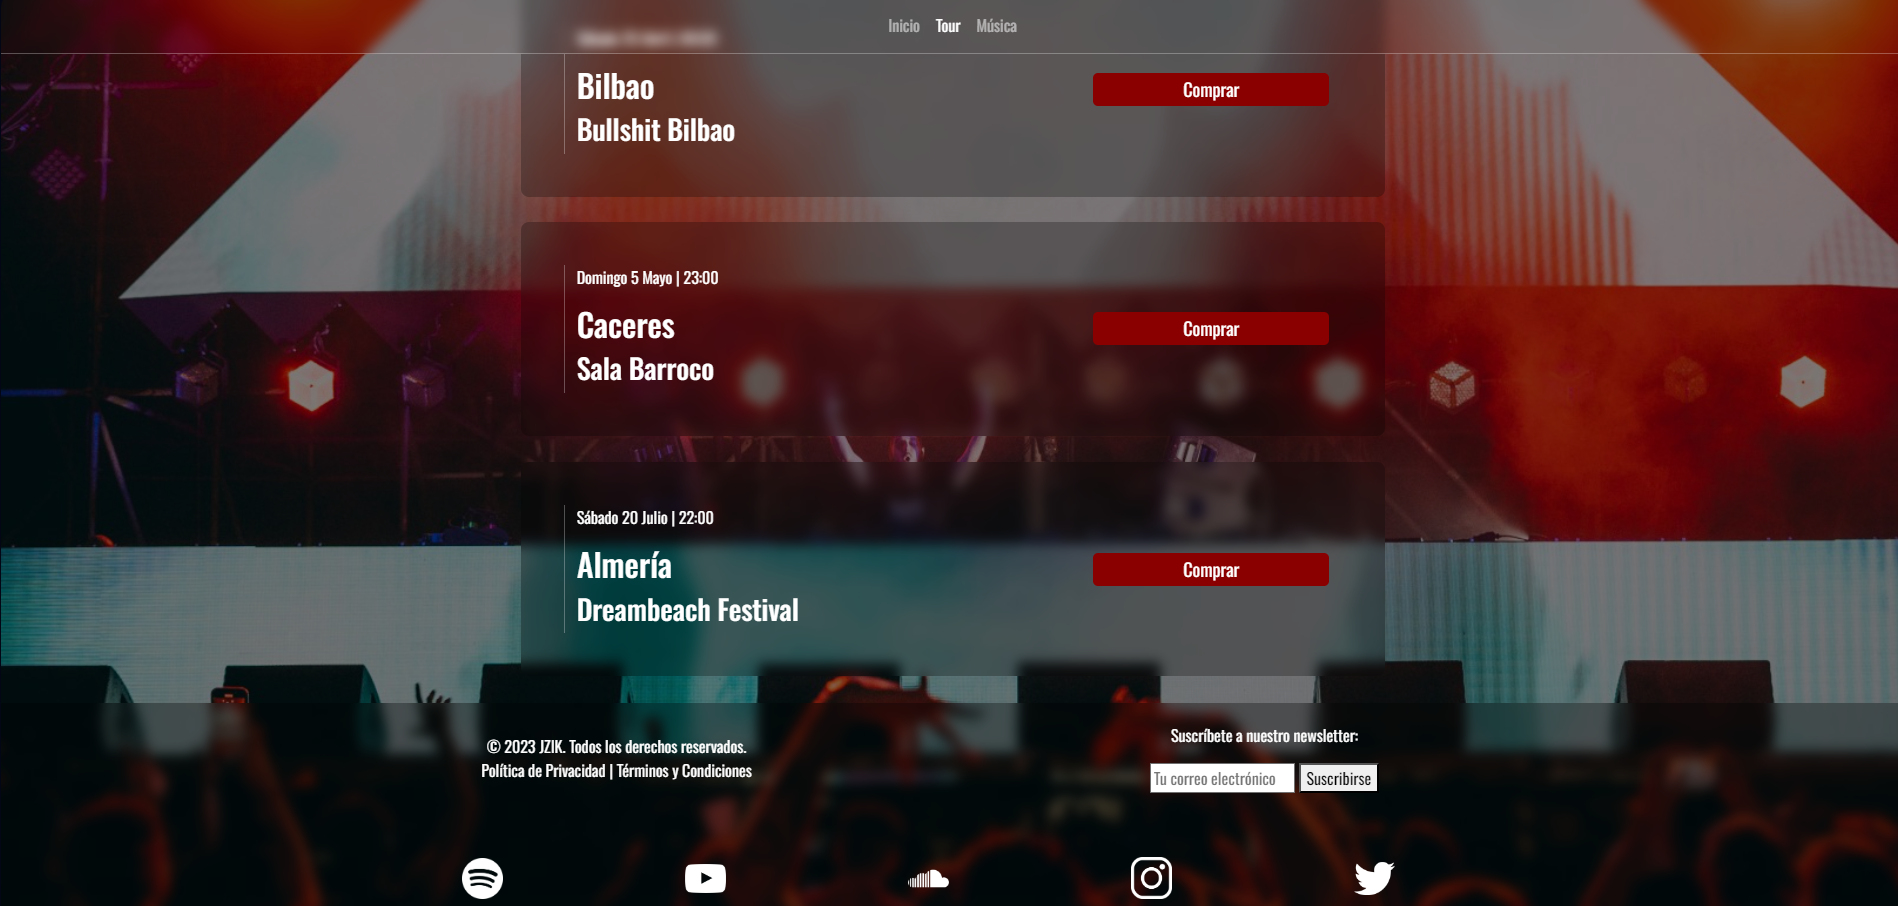 Inicio Tour Música
Bilbao
Comprar
Bullshit Bilbao
Domingo 5 Mayo | 23:00
Caceres
Comprar
Sala Barroco
Sábado 20 Julio | 22:00
Almería
Comprar
Dreambeach Festival
© 2023 JZIK. Todos los derechos reservados.
Política de Privacidad | Términos y Condiciones
Suscríbete a nuestro newsletter:
Tu correo electrónico Suscribirse